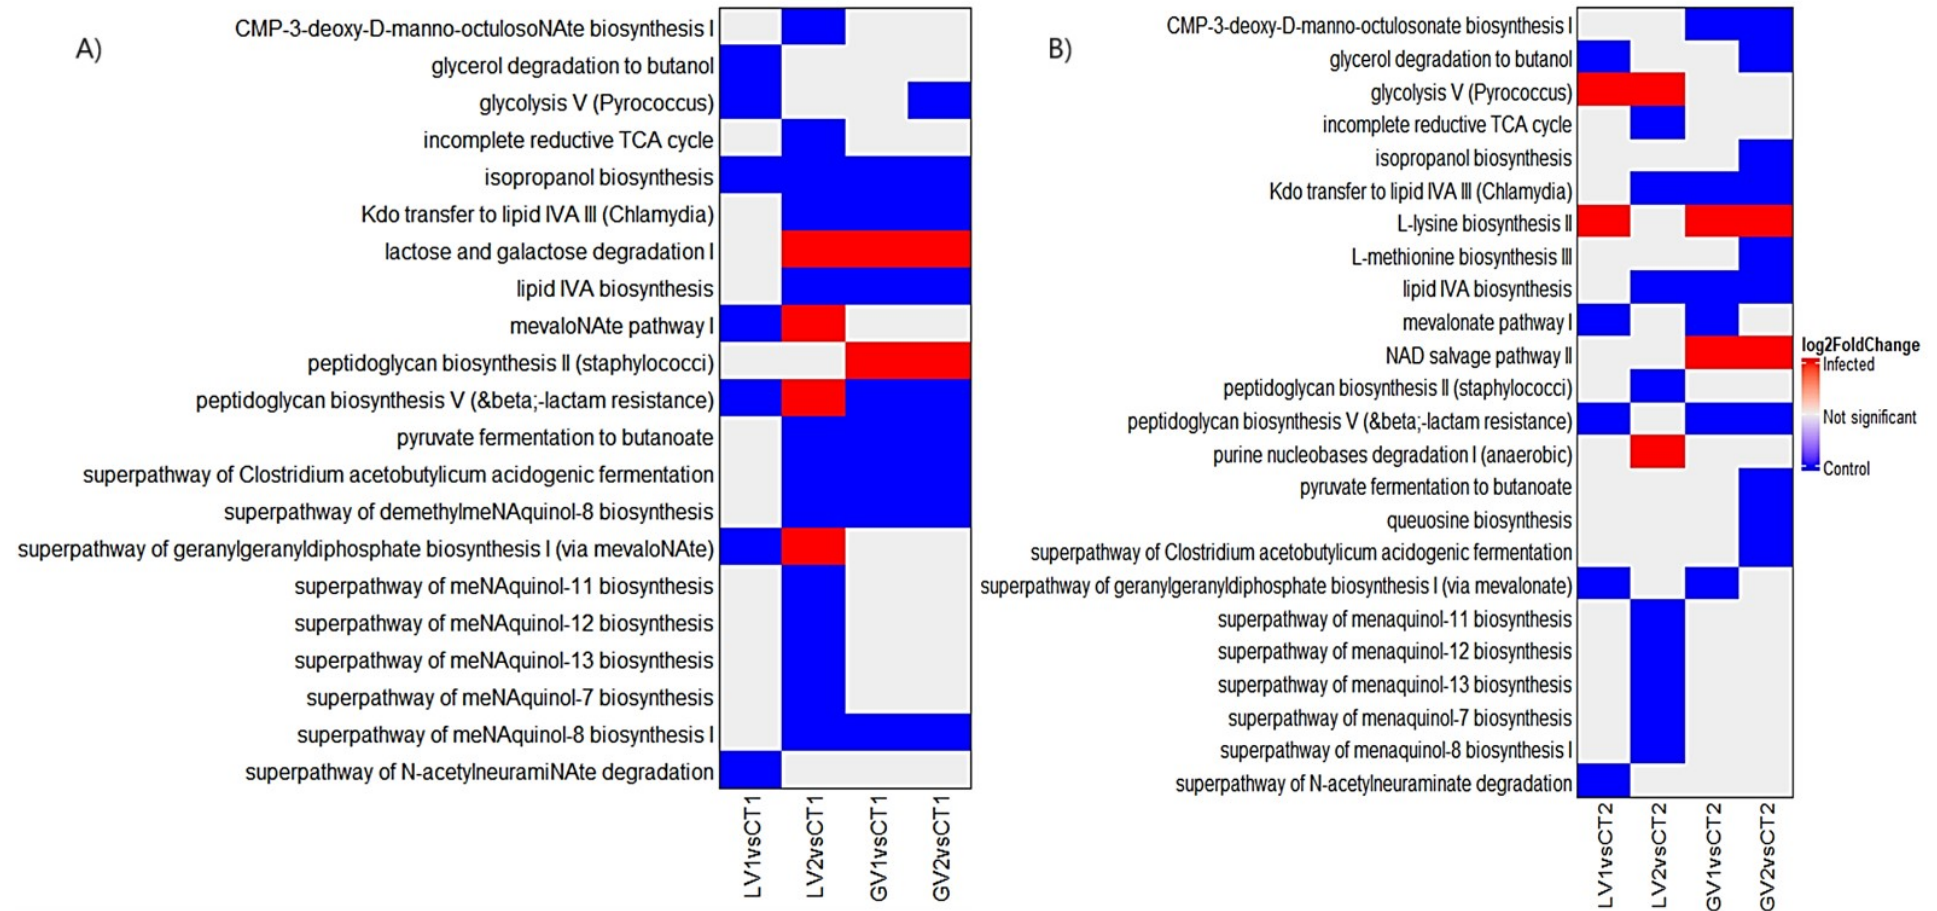 A)
CMP-3-deoxy-D-manno-octulosoNAte biosynthesis I
glycerol degradation to butanol
glycolysis V (Pyrococcus)
incomplete reductive TCA cycle
isopropanol biosynthesis
Kdo transfer to lipid IVA III (Chlamydia)
lactose and galactose degradation I
lipid IVA biosynthesis
mevaloNAte pathway I
peptidoglycan biosynthesis II (staphylococci)
peptidoglycan biosynthesis V (&beta;-lactam resistance)
pyruvate fermentation to butanoate
superpathway of Clostridium acetobutylicum acidogenic fermentation
superpathway of demethylmeNAquinol-8 biosynthesis
superpathway of geranylgeranyldiphosphate biosynthesis I (via mevaloNAte)
superpathway of meNAquinol-11 biosynthesis
superpathway of meNAquinol-12 biosynthesis
superpathway of meNAquinol-13 biosynthesis
superpathway of meNAquinol-7 biosynthesis
superpathway of meNAquinol-8 biosynthesis I
superpathway of N-acetylneuramiNAte degradation
LV1vsCT1
LV2vsCT1
GV1vsCT1
GV2vsCT1
B)
CMP-3-deoxy-D-manno-octulosonate biosynthesis I
glycerol degradation to butanol
glycolysis V (Pyrococcus)
incomplete reductive TCA cycle
isopropanol biosynthesis
Kdo transfer to lipid IVA III (Chlamydia)
L-lysine biosynthesis II
L-methionine biosynthesis III
lipid IVA biosynthesis
mevalonate pathway I
NAD salvage pathway II
peptidoglycan biosynthesis II (staphylococci)
peptidoglycan biosynthesis V (&beta;-lactam resistance)
purine nucleobases degradation I (anaerobic)
pyruvate fermentation to butanoate
queuosine biosynthesis
superpathway of Clostridium acetobutylicum acidogenic fermentation
superpathway of geranylgeranyldiphosphate biosynthesis I (via mevalonate)
superpathway of menaquinol-11 biosynthesis
superpathway of menaquinol-12 biosynthesis
superpathway of menaquinol-13 biosynthesis
superpathway of menaquinol-7 biosynthesis
superpathway of menaquinol-8 biosynthesis I
superpathway of N-acetylneuraminate degradation
LV1vsCT2
LV2vsCT2
GV1vsCT2
GV2vsCT2
log2FoldChange
Infected
Not significant
Control